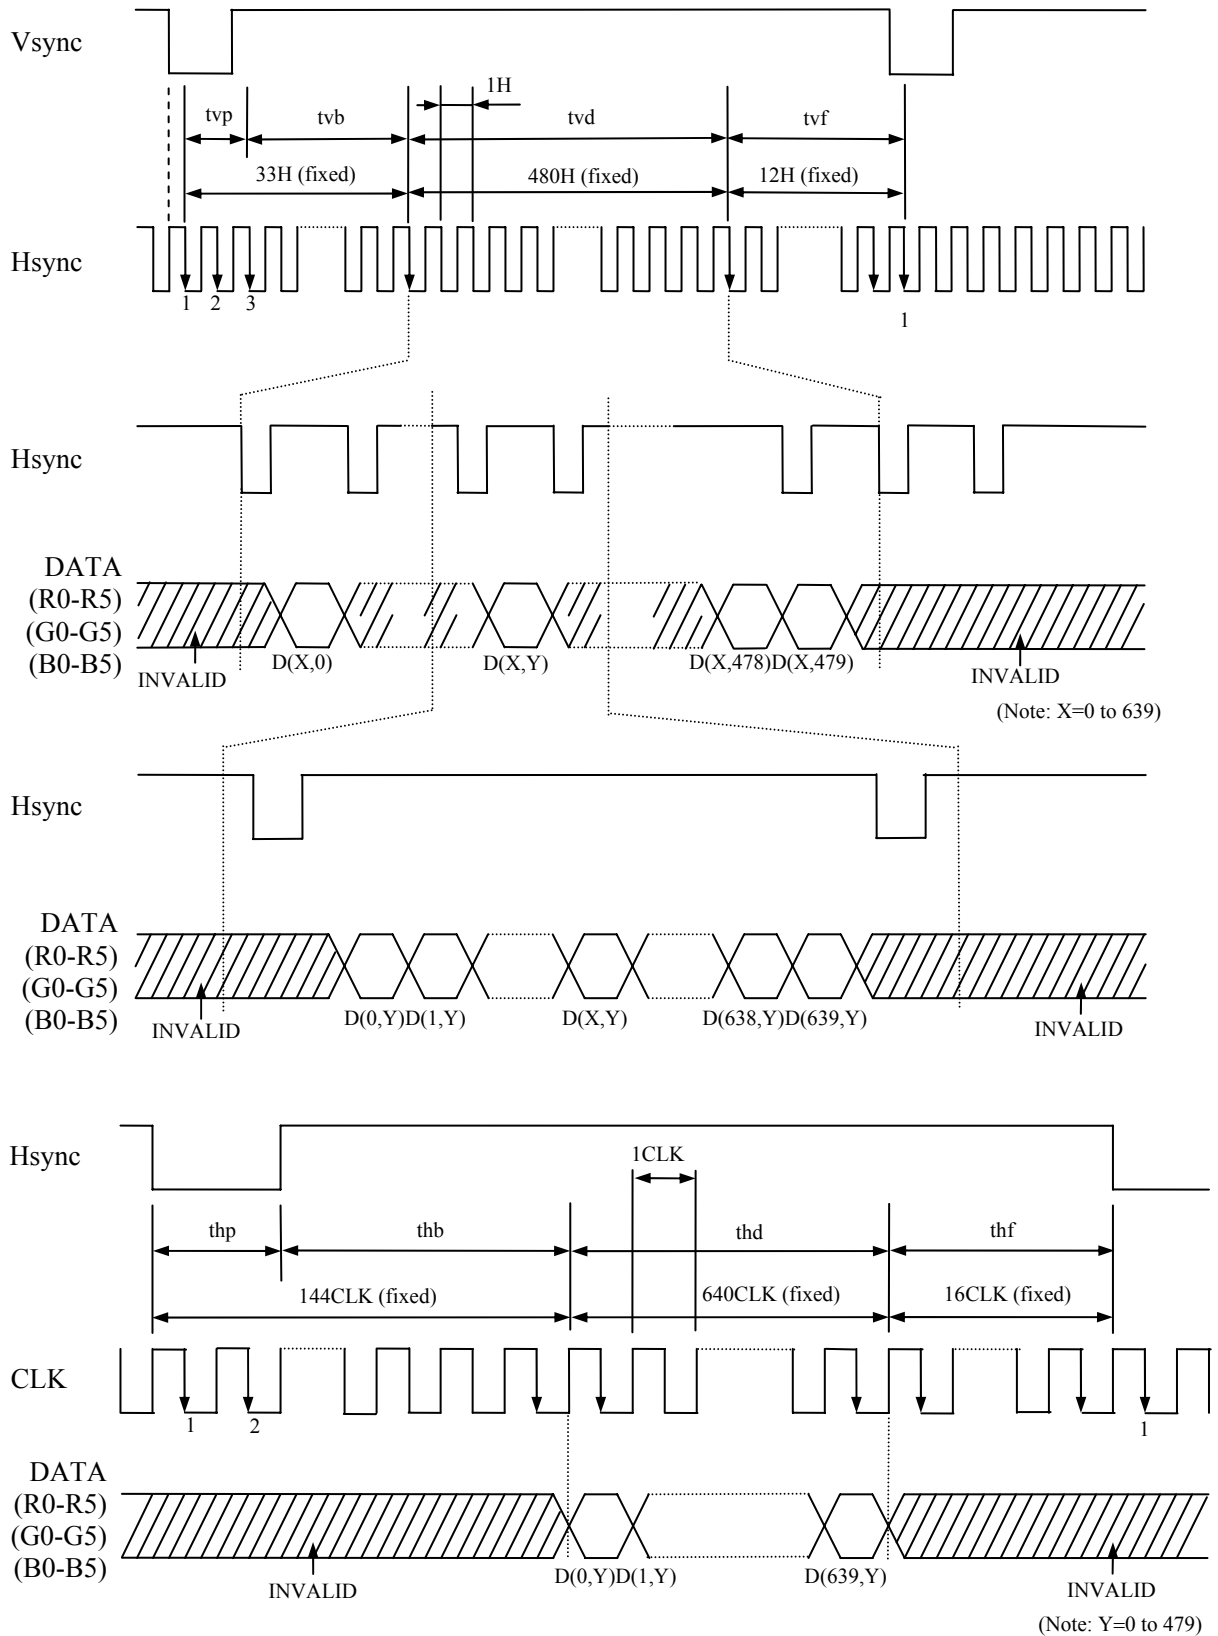 Vsync
1H
tvp tvb tvd tvf
33H (fixed) 480H (fixed) 12H (fixed)
Hsync
1 2 3 1
Hsync
DATA
(R0-R5)
(G0-G5)
(B0-B5)
D(X,0) D(X,Y) D(X,478)D(X,479)
INVALID INVALID
(Note: X=0 to 639)
Hsync
DATA
(R0-R5)
(G0-G5)
(B0-B5)
D(0,Y)D(1,Y) D(X,Y) D(638,Y)D(639,Y)
INVALID INVALID
Hsync
1CLK
thp thb thd thf
144CLK (fixed) 640CLK (fixed) 16CLK (fixed)
CLK
1 2 1
DATA
(R0-R5)
(G0-G5)
(B0-B5)
D(0,Y)D(1,Y) D(639,Y)
INVALID INVALID
(Note: Y=0 to 479)